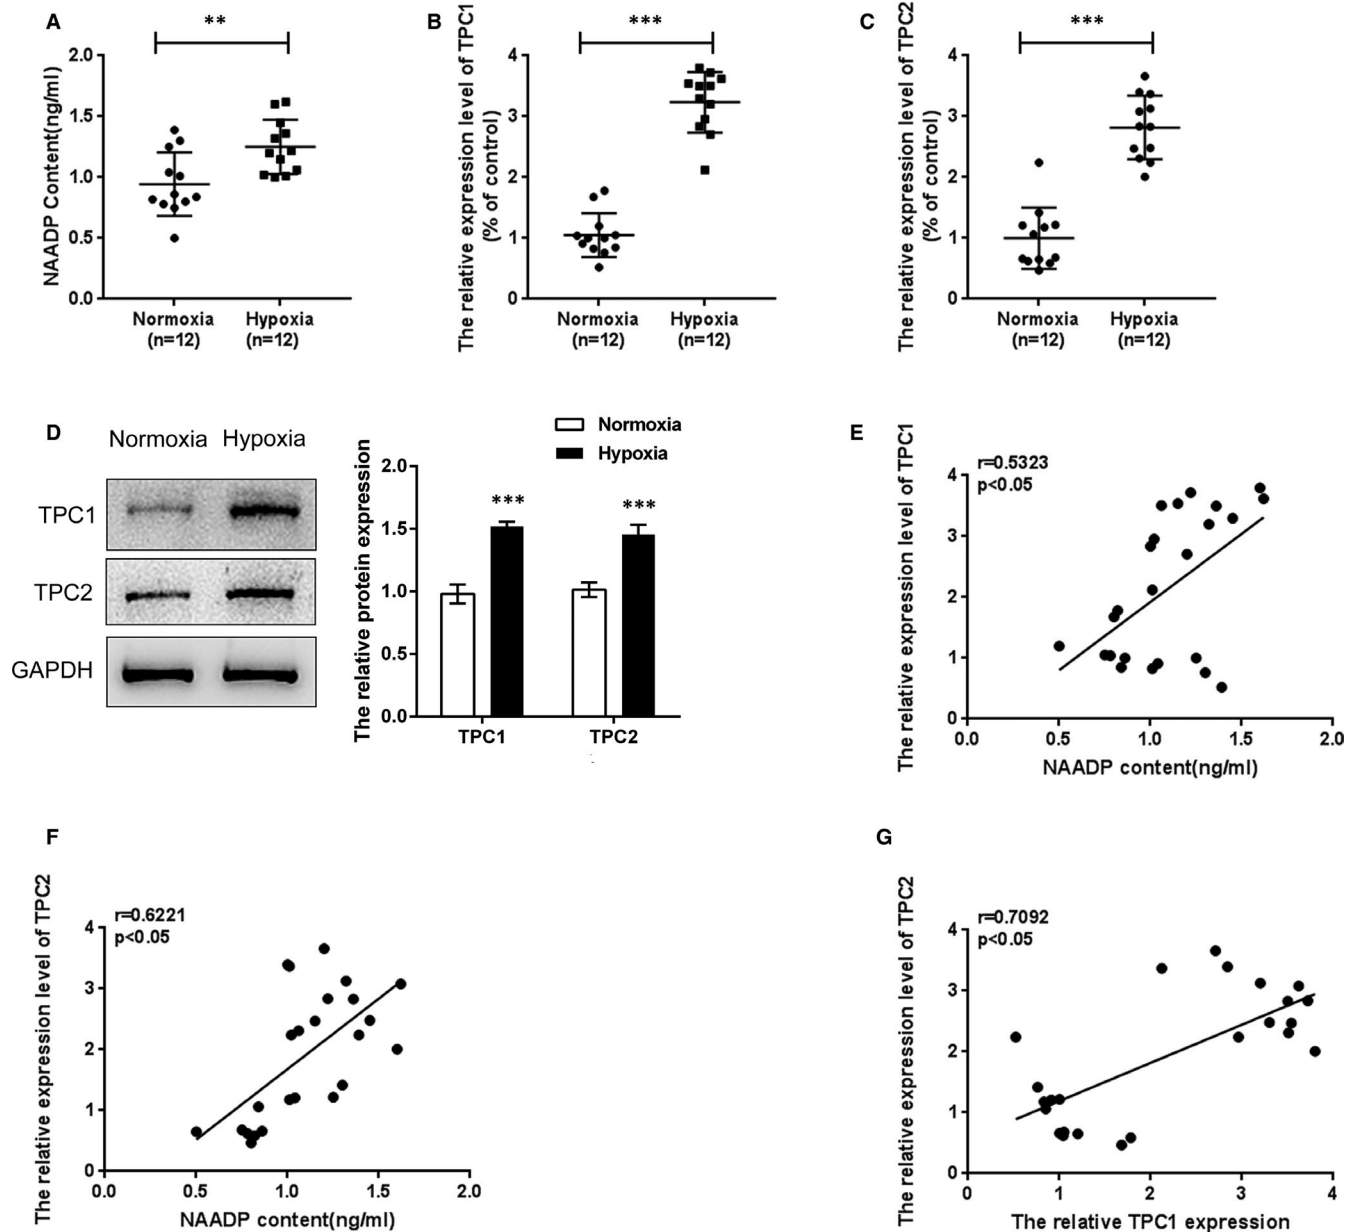 A
**
NAADP Content(ng/ml)
2.0
1.5
1.0
0.5
0.0
Normoxia
(n=12)
Hypoxia
(n=12)
B
***
The relative expression level of TPC1
(% of control)
4
3
2
1
0
Normoxia
(n=12)
Hypoxia
(n=12)
C
***
The relative expression level of TPC2
(% of control)
4
3
2
1
0
Normoxia
(n=12)
Hypoxia
(n=12)
D
Normoxia Hypoxia
TPC1
TPC2
GAPDH
Normoxia
Hypoxia
The relative protein expression
2.0
1.5
1.0
0.5
0.0
***
***
TPC1
TPC2
E
The relative expression level of TPC1
r=0.5323
p<0.05
4
3
2
1
0
0.0 0.5 1.0 1.5 2.0
NAADP content(ng/ml)
F
The relative expression level of TPC2
r=0.6221
p<0.05
4
3
2
1
0
0.0 0.5 1.0 1.5 2.0
NAADP content(ng/ml)
G
The relative expression level of TPC2
r=0.7092
p<0.05
4
3
2
1
0
0 1 2 3 4
The relative TPC1 expression